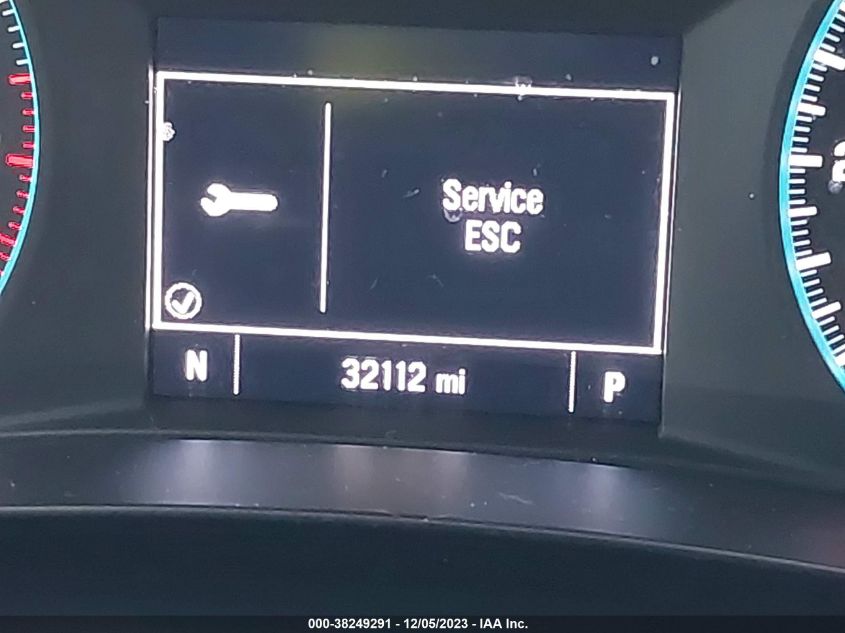 Service
ESC
N 32112 mi P
000-38249291 - 12/05/2023 - IAA Inc.